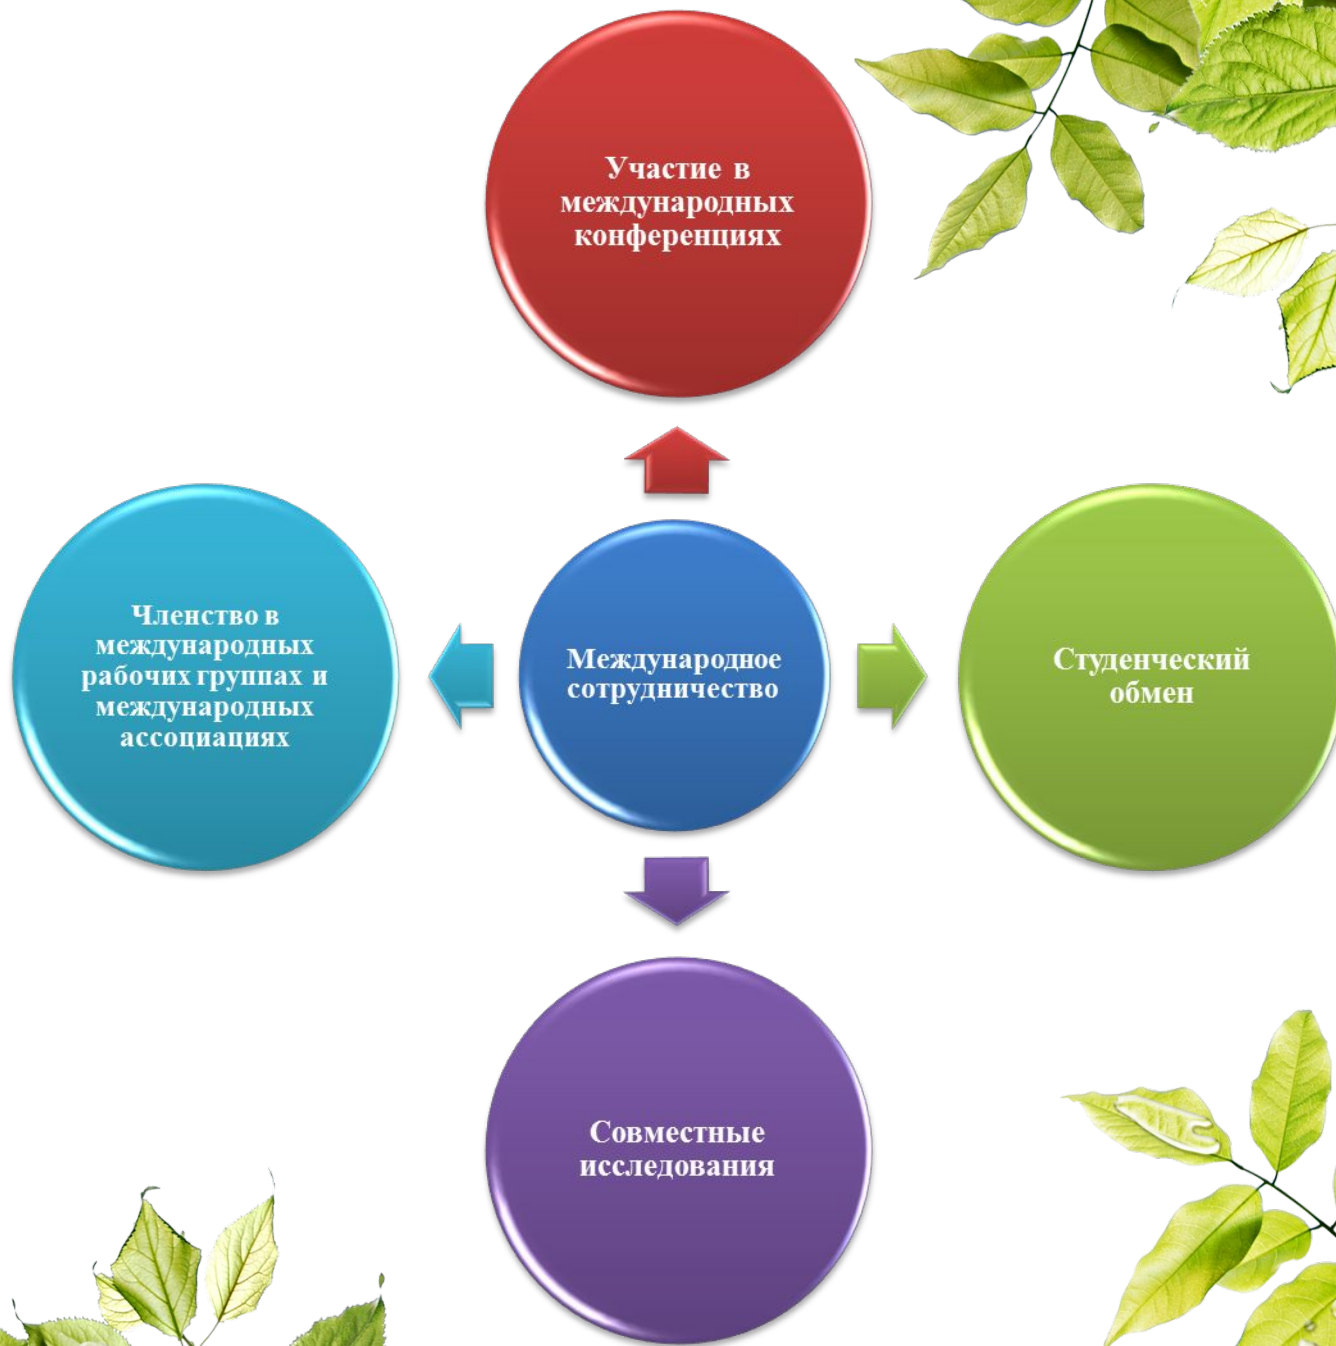 Участие в
международных
конференциях
Членство в
международных
рабочих группах и
международных
ассоциациях
Международное
сотрудничество
Студенческий
обмен
Совместные
исследования